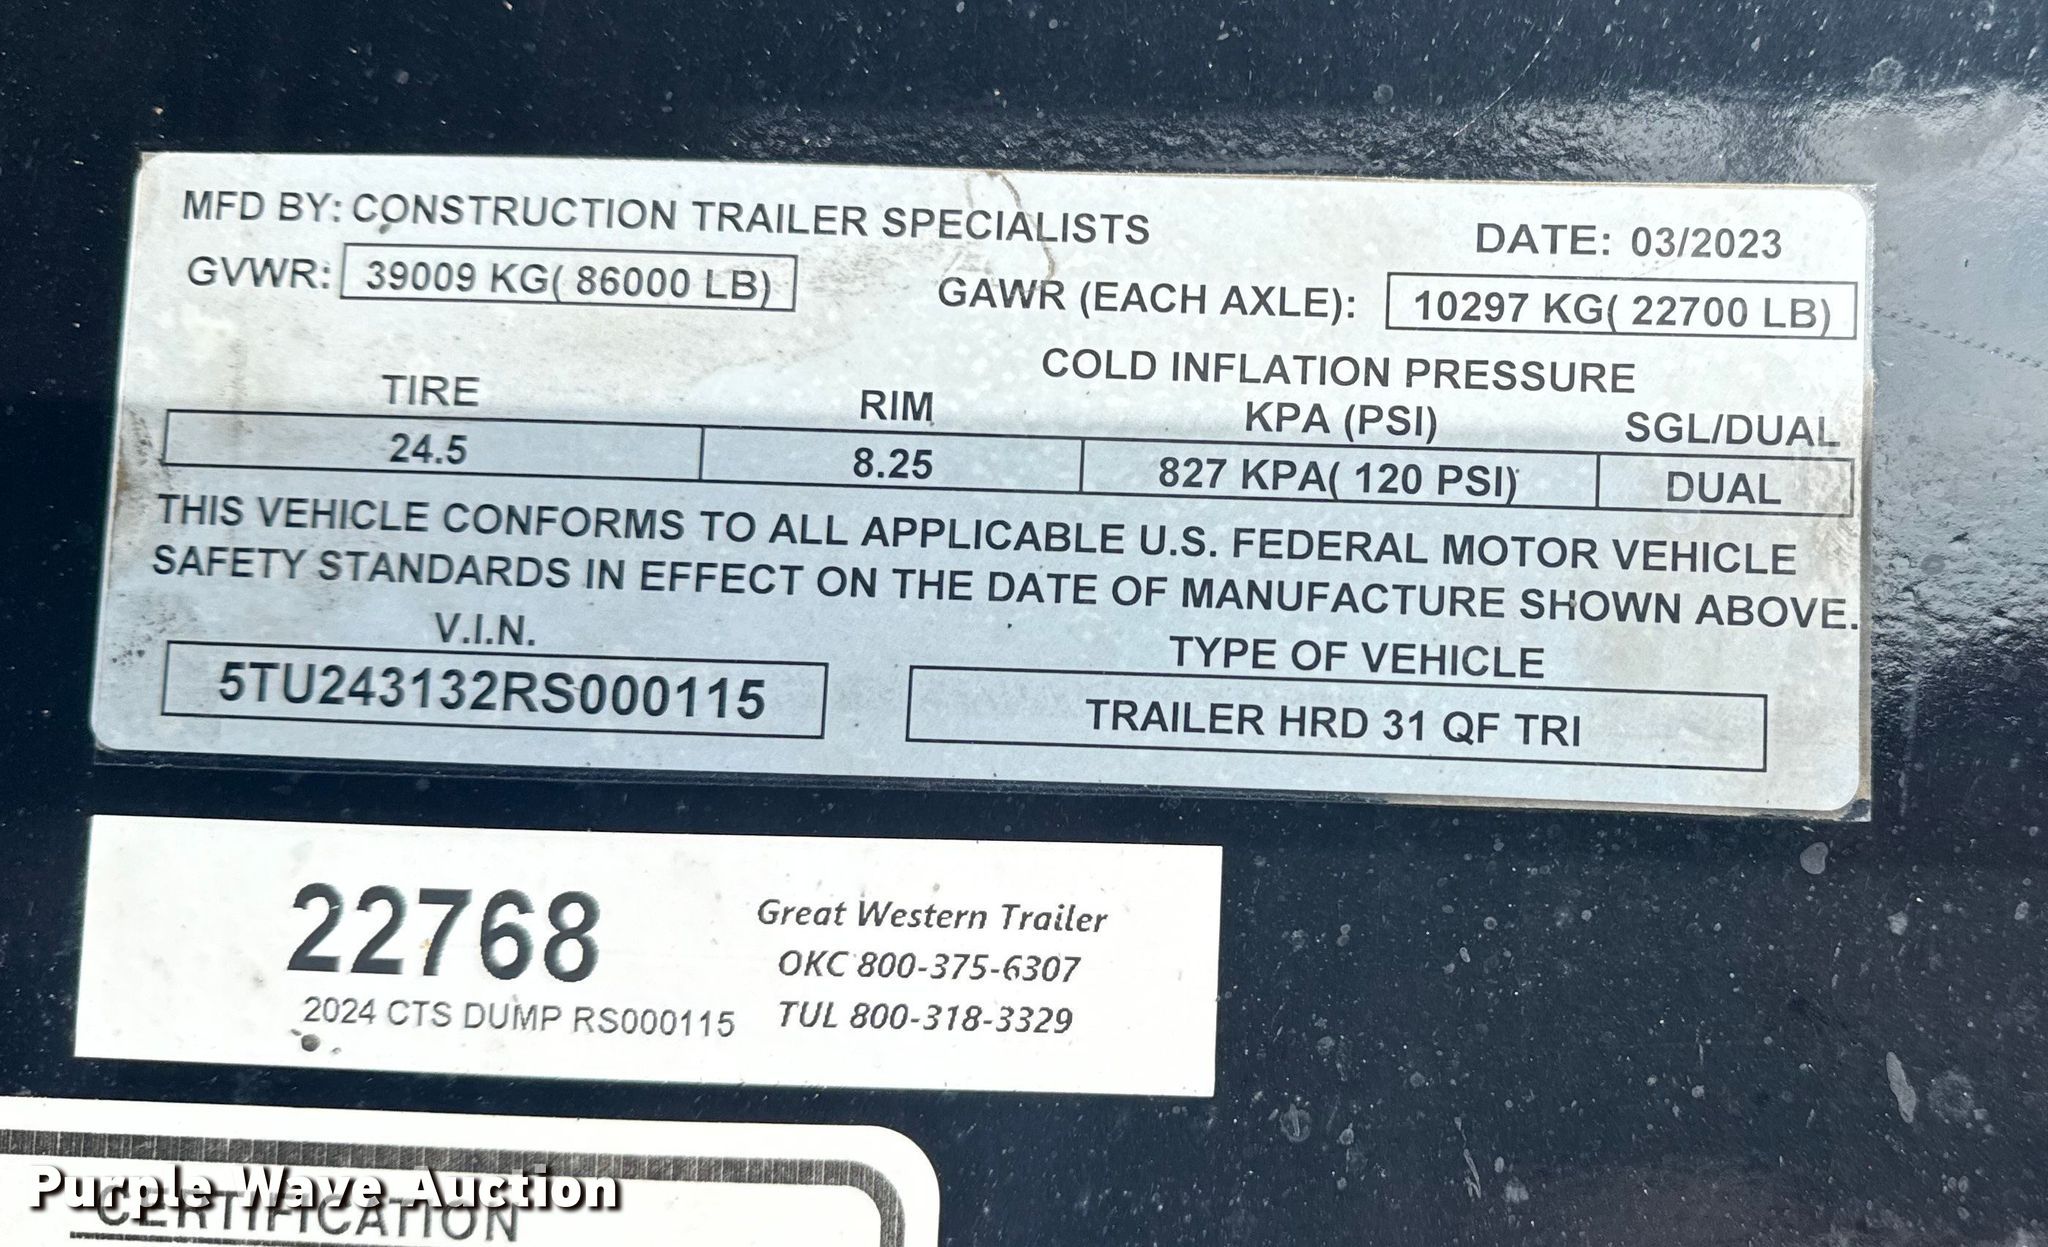 MFD BY: CONSTRUCTION TRAILER SPECIALISTS
DATE: 03/2023
GVWR: 39009 KG( 86000 LB)
GAWR (EACH AXLE): 10297 KG( 22700 LB)
COLD INFLATION PRESSURE
TIRE RIM KPA (PSI) SGL/DUAL
24.5 8.25 827 KPA( 120 PSI) DUAL
THIS VEHICLE CONFORMS TO ALL APPLICABLE U.S. FEDERAL MOTOR VEHICLE
SAFETY STANDARDS IN EFFECT ON THE DATE OF MANUFACTURE SHOWN ABOVE.
V.I.N. TYPE OF VEHICLE
5TU243132RS000115 TRAILER HRD 31 QF TRI
22768
2024 CTS DUMP RS000115
Great Western Trailer
OKC 800-375-6307
TUL 800-318-3329
Purple Wave Auction
CERTIFICATION